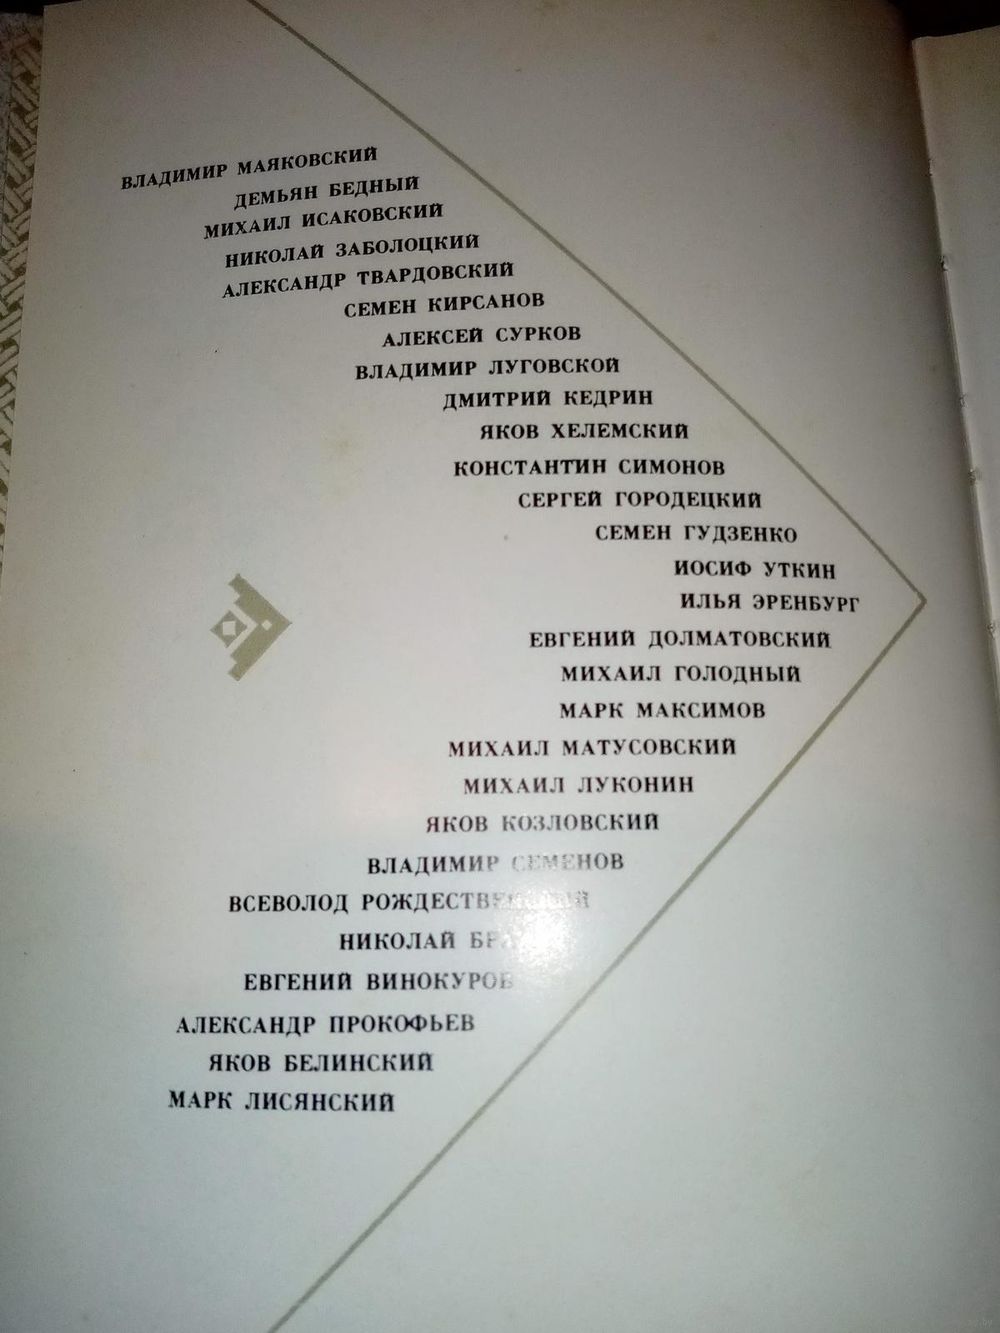 ВЛАДИМИР МАЯКОВСКИЙ
ДЕМЬЯН БЕДНЫЙ
МИХАИЛ ИСАКОВСКИЙ
НИКОЛАЙ ЗАБОЛОЦКИЙ
АЛЕКСАНДР ТВАРДОВСКИЙ
СЕМЕН КИРСАНОВ
АЛЕКСЕЙ СУРКОВ
ВЛАДИМИР ЛУГОВСКОЙ
ДМИТРИЙ КЕДРИН
ЯКОВ ХЕЛЕМСКИЙ
КОНСТАНТИН СИМОНОВ
СЕРГЕЙ ГОРОДЕЦКИЙ
СЕМЕН ГУДЗЕНКО
ИОСИФ УТКИН
ИЛЬЯ ЭРЕНБУРГ
ЕВГЕНИЙ ДОЛМАТОВСКИЙ
МИХАИЛ ГОЛОДНЫЙ
МАРК МАКСИМОВ
МИХАИЛ МАТУСОВСКИЙ
МИХАИЛ ЛУКОНИН
ЯКОВ КОЗЛОВСКИЙ
ВЛАДИМИР СЕМЕНОВ
ВСЕВОЛОД РОЖДЕСТВЕНСКИЙ
НИКОЛАЙ
ЕВГЕНИЙ ВИНОКУРОВ
АЛЕКСАНДР ПРОКОФЬЕВ
ЯКОВ БЕЛИНСКИЙ
МАРК ЛИСЯНСКИЙ